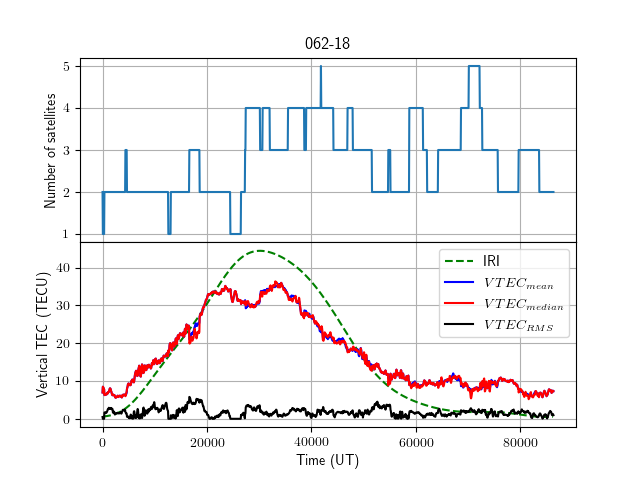 062-18
Number of satellites
5
4
3
2
1
Vertical TEC (TECU)
40
30
20
10
0
IRI
VTEC_mean
VTEC_median
VTEC_RMS
0 20000 40000 60000 80000
Time (UT)